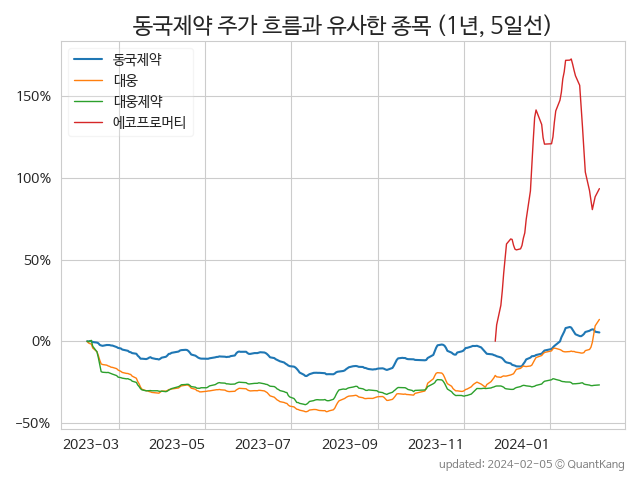 동국제약 주가 흐름과 유사한 종목 (1년, 5일선)
동국제약
대웅
대웅제약
에코프로머티
150%
100%
50%
0%
−50%
2023-03 2023-05 2023-07 2023-09 2023-11 2024-01
updated: 2024-02-05 © QuantKang